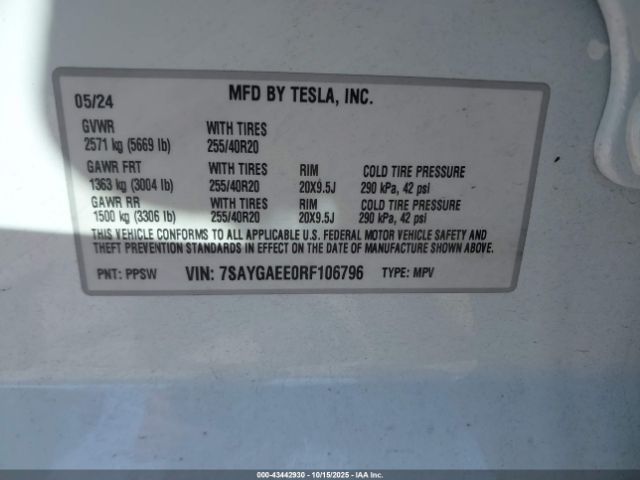 05/24 MFD BY TESLA, INC.
GVWR WITH TIRES
2571 kg (5669 lb) 255/40R20
GAWR FRT WITH TIRES RIM COLD TIRE PRESSURE
1363 kg (3004 lb) 255/40R20 20X9.5J 290 kPa, 42 psi
GAWR RR WITH TIRES RIM COLD TIRE PRESSURE
1500 kg (3306 lb) 255/40R20 20X9.5J 290 kPa, 42 psi
THIS VEHICLE CONFORMS TO ALL APPLICABLE U.S. FEDERAL MOTOR VEHICLE SAFETY AND
THEFT PREVENTION STANDARDS IN EFFECT ON THE DATE OF MANUFACTURE SHOWN ABOVE.
PNT: PPSW VIN: 7SAYGAEE0RF106796 TYPE: MPV
000-43442930 | 10/15/2025 | IAA, Inc.